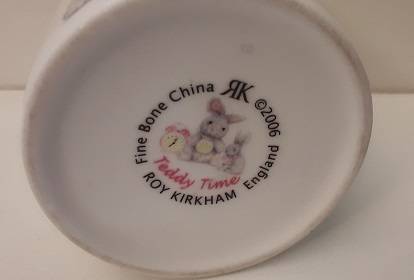 Fine Bone China RK ©2006
Teddy Time
ROY KIRKHAM England